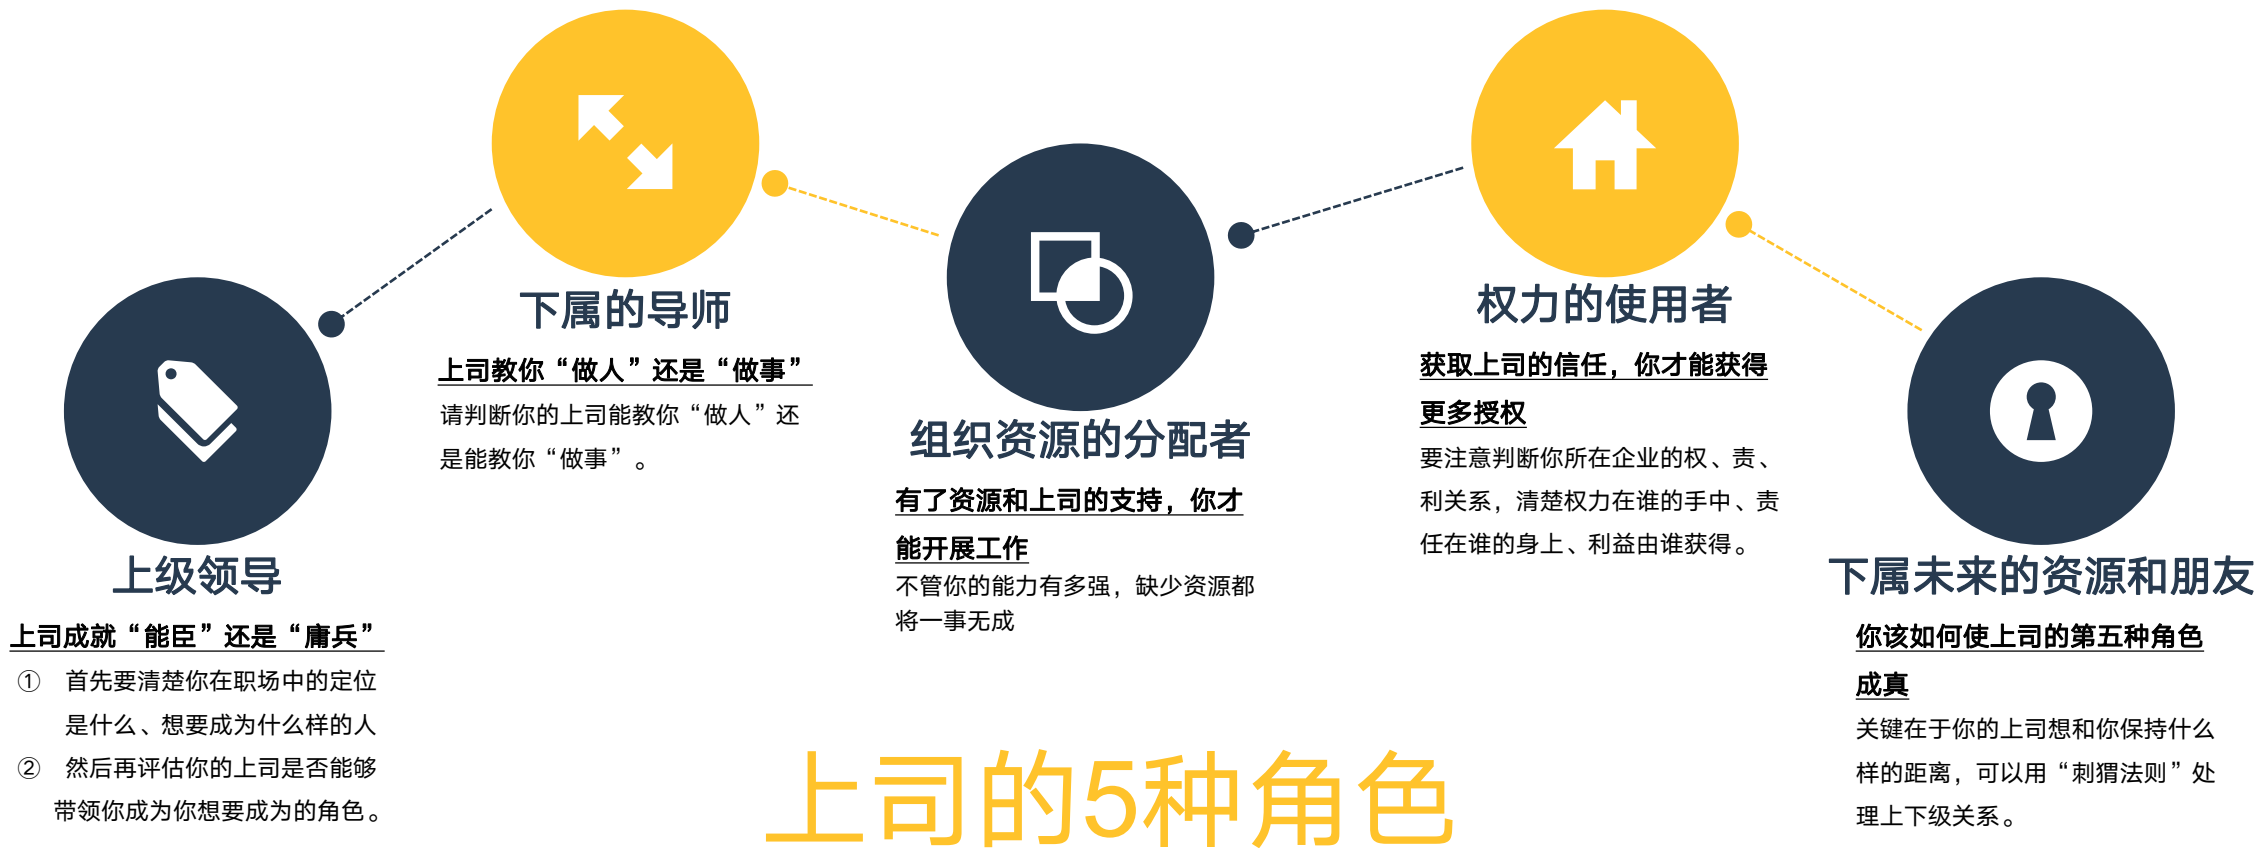 上级领导
上司成就“能臣”还是“庸兵”
① 首先要清楚你在职场中的定位
是什么、想要成为什么样的人
② 然后再评估你的上司是否能够
带领你成为你想要成为的角色。
下属的导师
上司教你“做人”还是“做事”
请判断你的上司能教你“做人”还
是能教你“做事”。
组织资源的分配者
有了资源和上司的支持，你才
能开展工作
不管你的能力有多强，缺少资源都
将一事无成
权力的使用者
获取上司的信任，你才能获得
更多授权
要注意判断你所在企业的权、责、
利关系，清楚权力在谁的手中、责
任在谁的身上、利益由谁获得。
下属未来的资源和朋友
你该如何使上司的第五种角色
成真
关键在于你的上司想和你保持什么
样的距离，可以用“刺猬法则”处
理上下级关系。
上司的5种角色